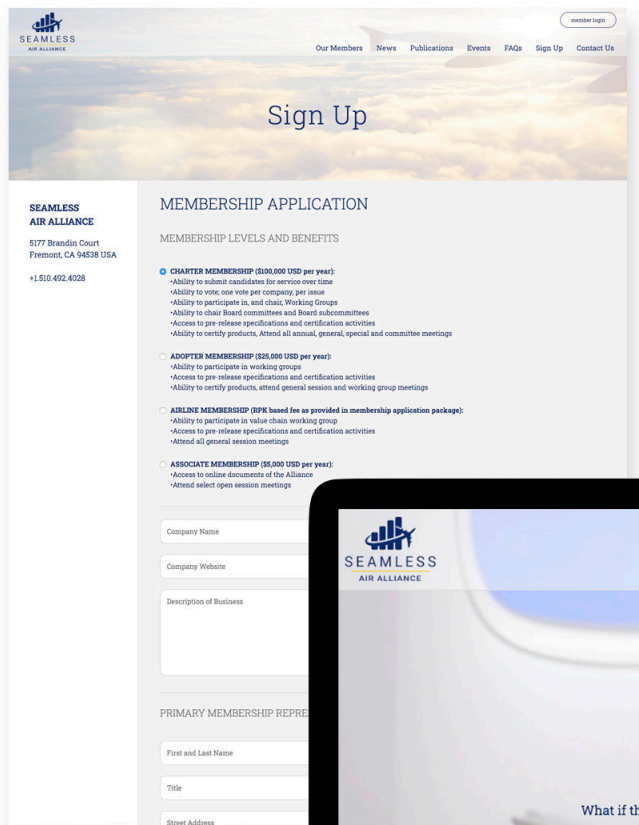 SEAMLESS
AIR ALLIANCE
member login
Our Members News Publications Events FAQs Sign Up Contact Us
Sign Up
SEAMLESS
AIR ALLIANCE
5177 Brandin Court
Fremont, CA 94538 USA
+1.510.492.4028
MEMBERSHIP APPLICATION
MEMBERSHIP LEVELS AND BENEFITS
CHARTER MEMBERSHIP ($100,000 USD per year):
•Ability to submit candidates for service over time
•Ability to vote; one vote per company, per issue
•Ability to participate in, and chair, Working Groups
•Ability to chair Board committees and Board subcommittees
•Access to pre-release specifications and certification activities
•Ability to certify products, Attend all annual, general, special and committee meetings
ADOPTER MEMBERSHIP ($25,000 USD per year):
•Ability to participate in working groups
•Access to pre-release specifications and certification activities
•Ability to certify products, attend general session and working group meetings
AIRLINE MEMBERSHIP (RPK based fee as provided in membership application package):
•Ability to participate in value chain working group
•Access to pre-release specifications and certification activities
•Attend all general session meetings
ASSOCIATE MEMBERSHIP ($5,000 USD per year):
•Access to online documents of the Alliance
•Attend select open session meetings
Company Name
Company Website
Description of Business
PRIMARY MEMBERSHIP REPRE
First and Last Name
Title
Street Address
SEAMLESS
AIR ALLIANCE
What if th